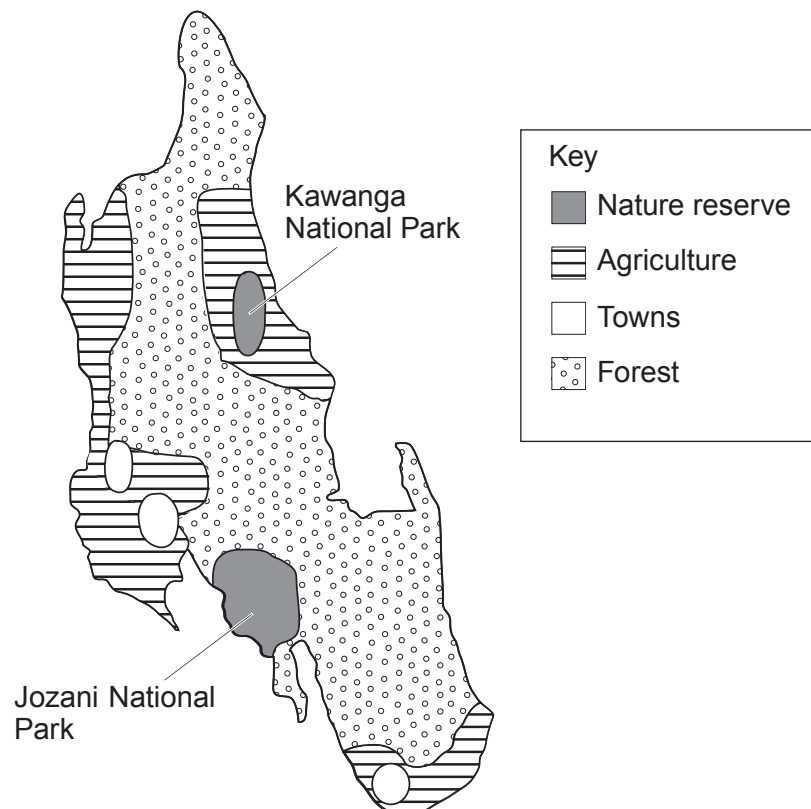 Kawanga
National Park
Key
Nature reserve
Agriculture
Towns
Forest
Jozani National
Park